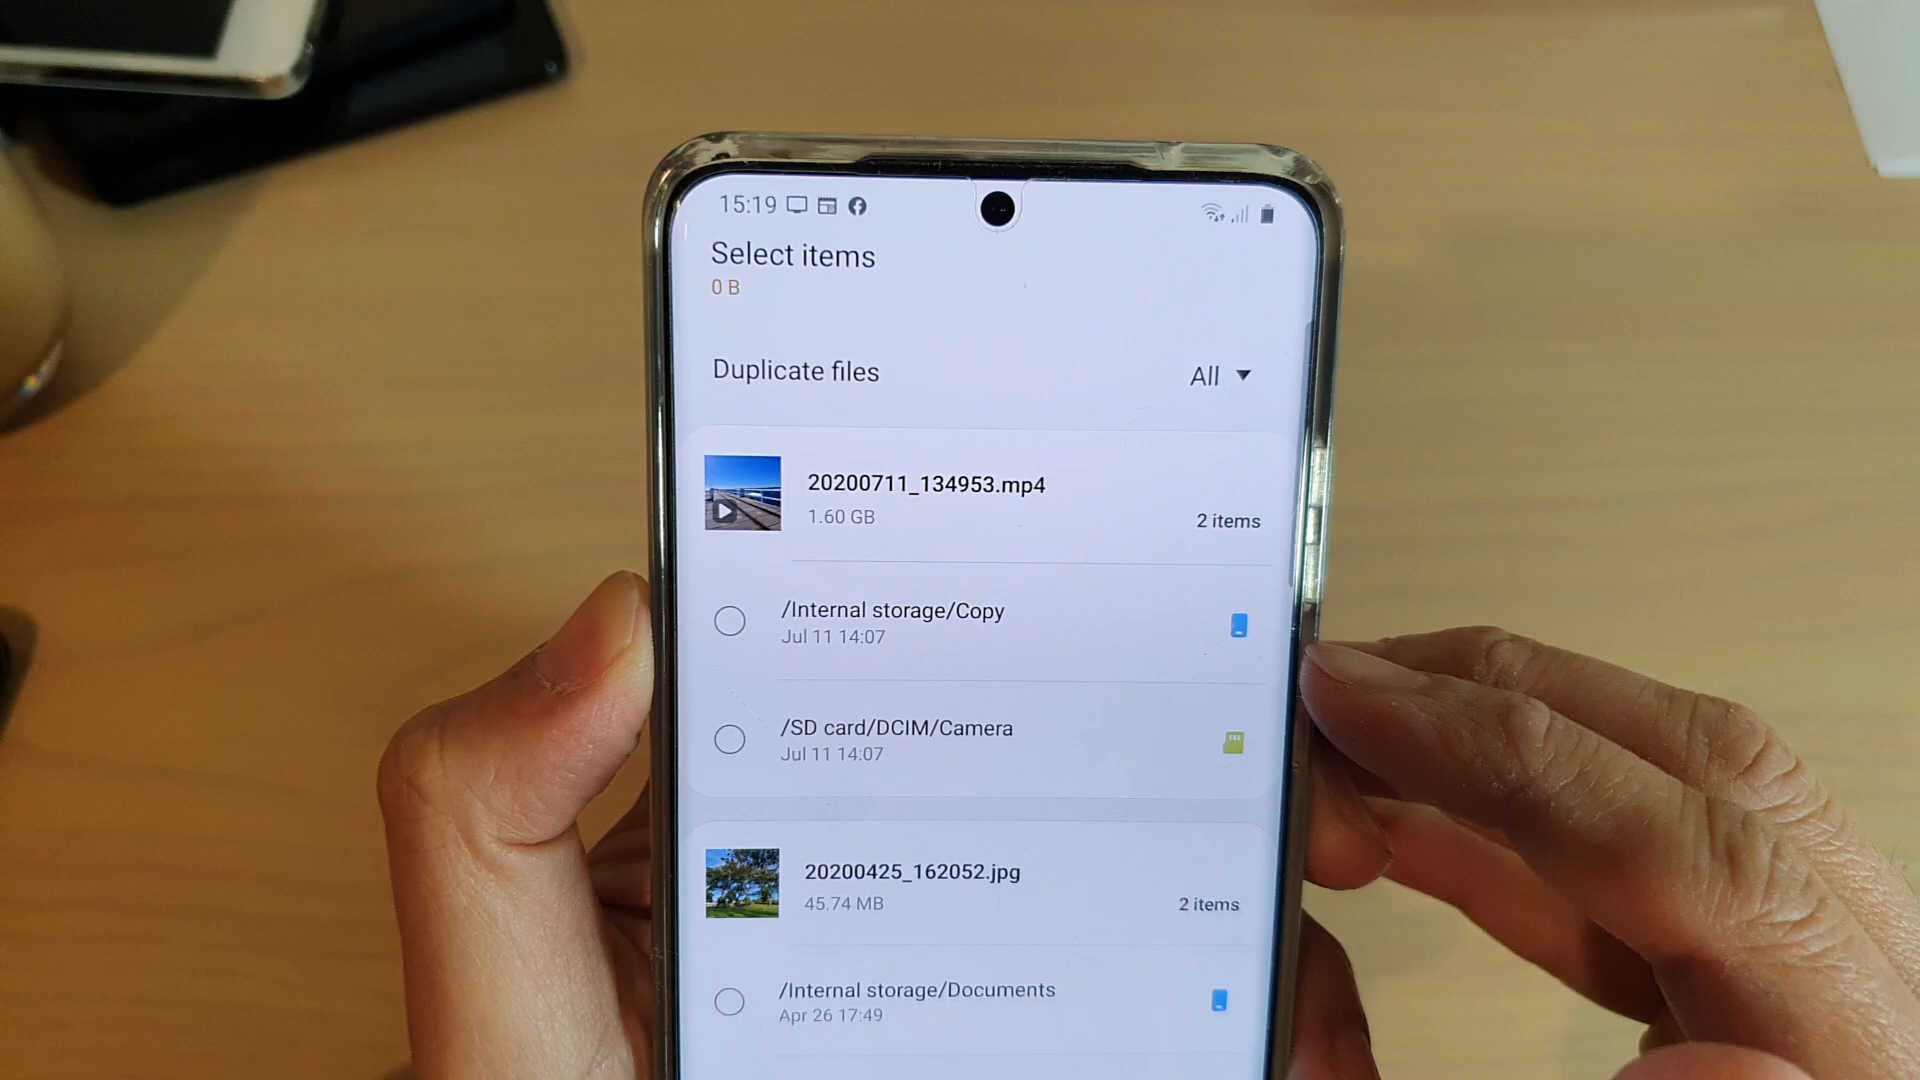 15:19
Select items
0 B
Duplicate files
All
20200711_134953.mp4
1.60 GB
2 items
/Internal storage/Copy
Jul 11 14:07
/SD card/DCIM/Camera
Jul 11 14:07
20200425_162052.jpg
45.74 MB
2 items
/Internal storage/Documents
Apr 26 17:49